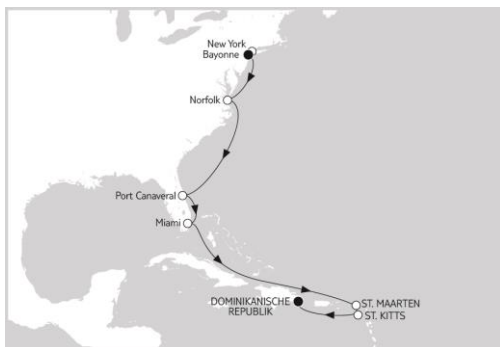 New York
Bayonne
Norfolk
Port Canaveral
Miami
DOMINIKANISCHE
REPUBLIK
ST. MAARTEN
ST. KITTS